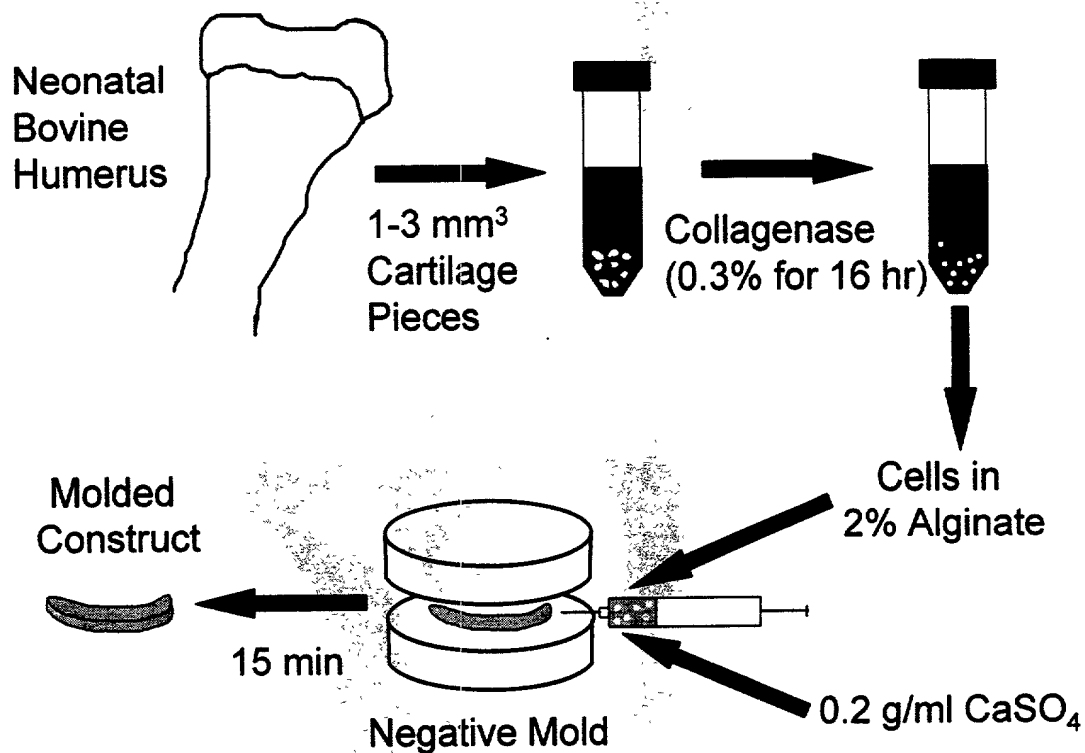 Neonatal
Bovine
Humerus
1-3 mm³
Cartilage
Pieces
Collagenase
(0.3% for 16 hr)
Cells in
2% Alginate
0.2 g/ml CaSO₄
Negative Mold
15 min
Molded
Construct